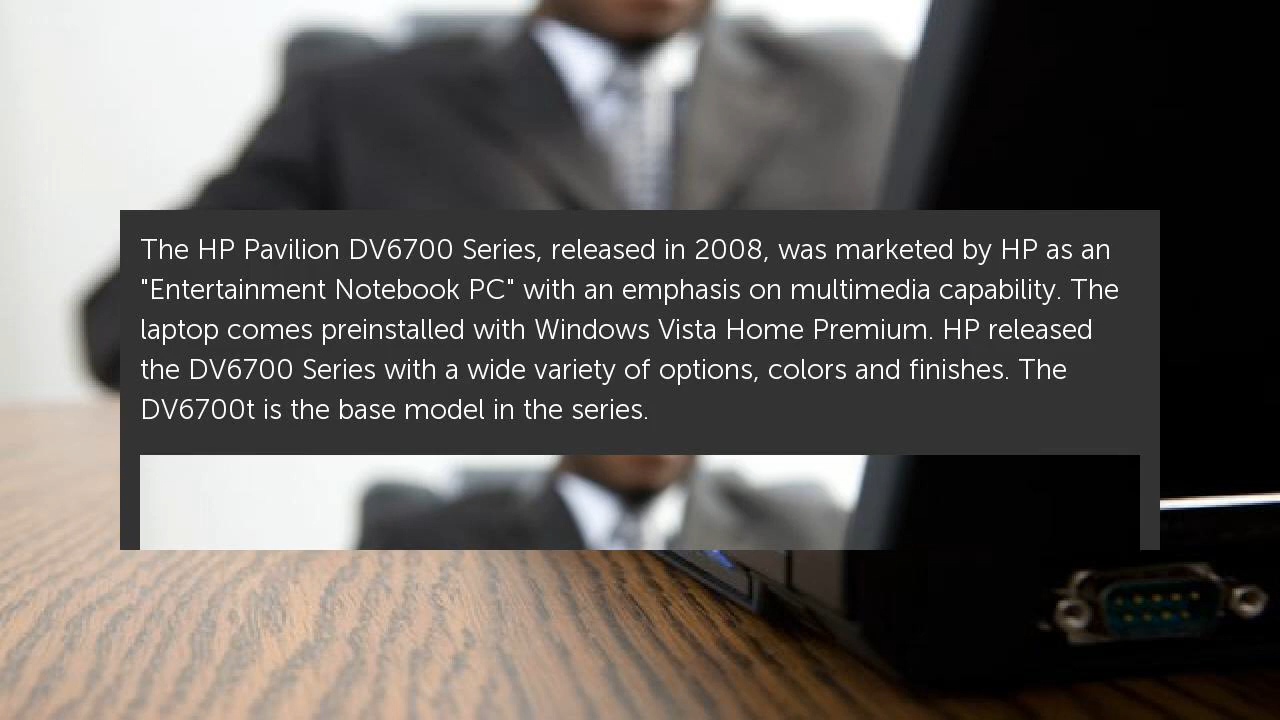 The HP Pavilion DV6700 Series, released in 2008, was marketed by HP as an
"Entertainment Notebook PC" with an emphasis on multimedia capability. The
laptop comes preinstalled with Windows Vista Home Premium. HP released
the DV6700 Series with a wide variety of options, colors and finishes. The
DV6700t is the base model in the series.